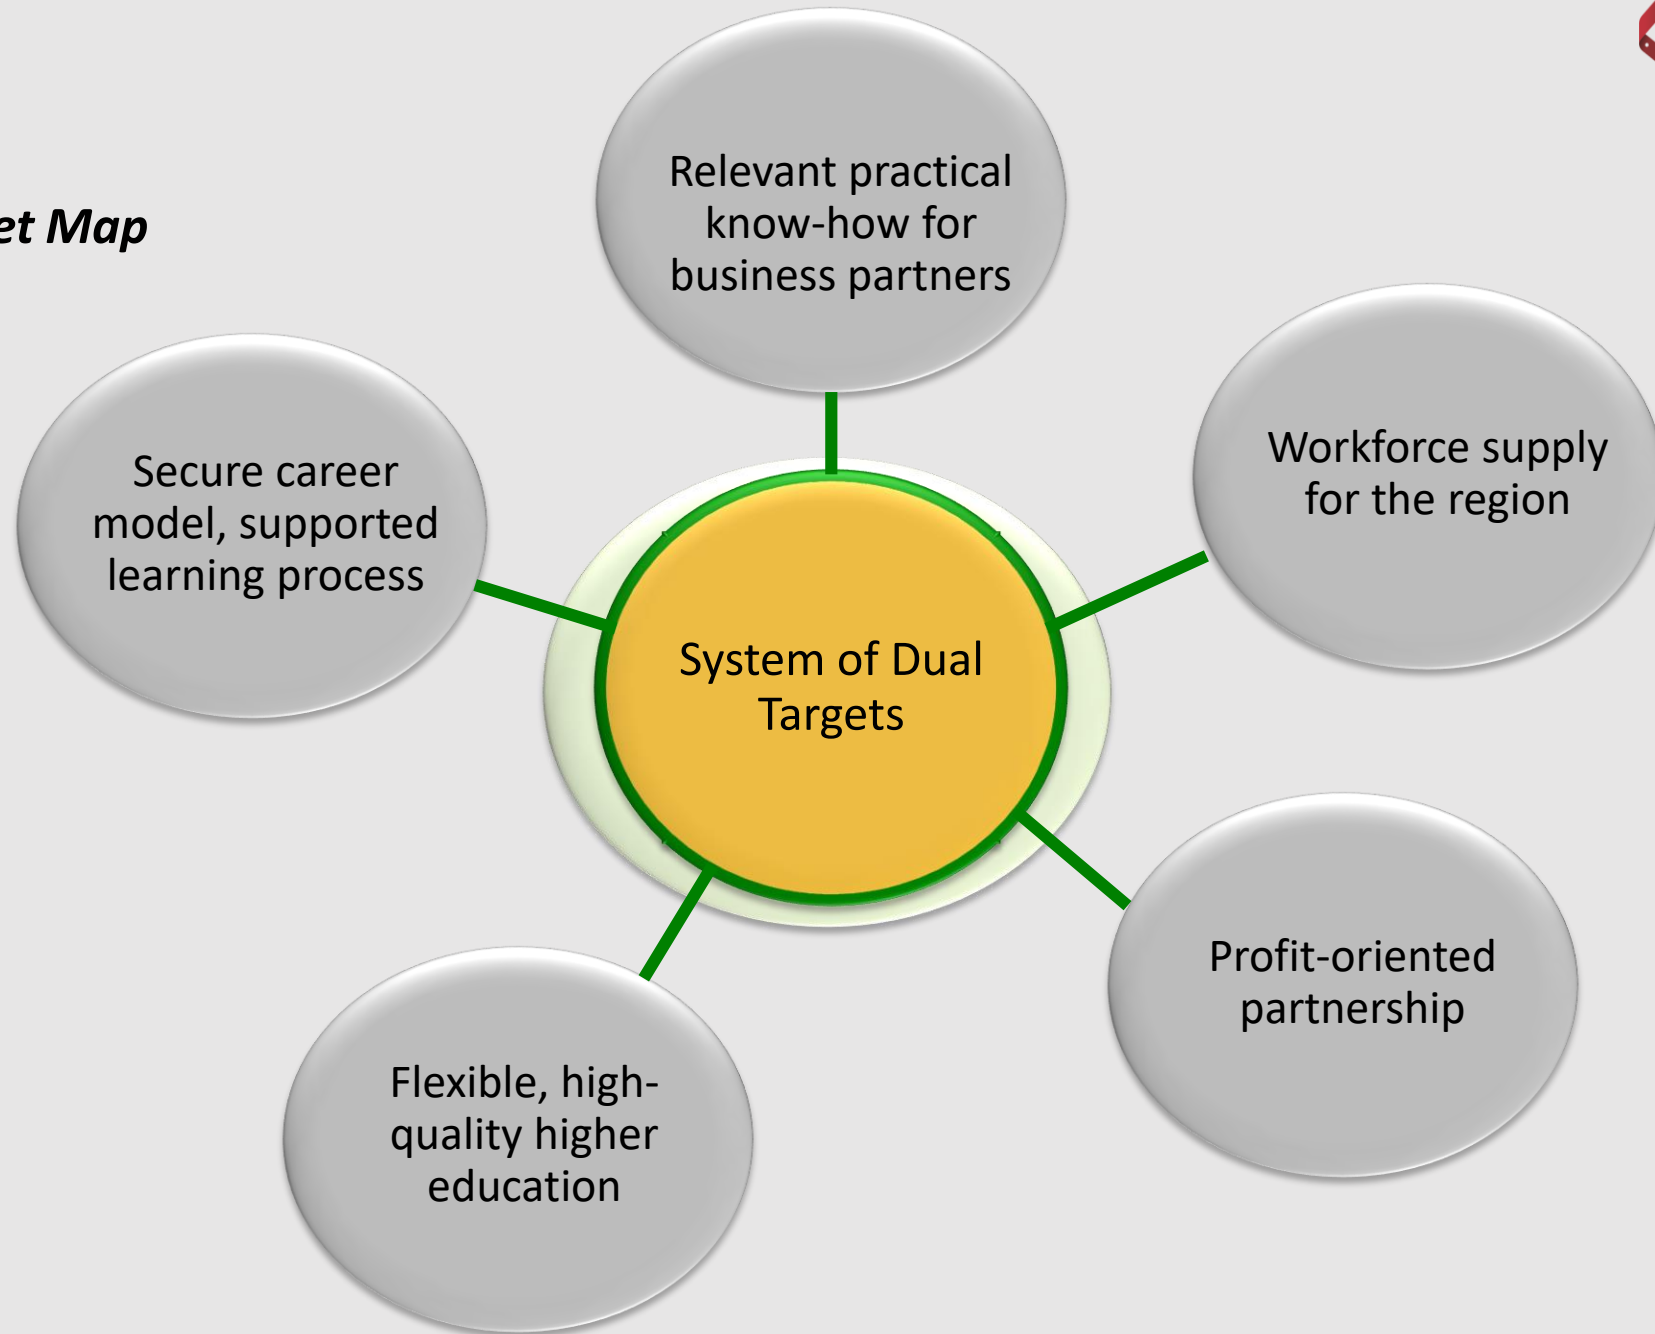 Relevant practical
know-how for
business partners
Map
Secure career
model, supported
learning process
Workforce supply
for the region
System of Dual
Targets
Profit-oriented
partnership
Flexible, high-
quality higher
education